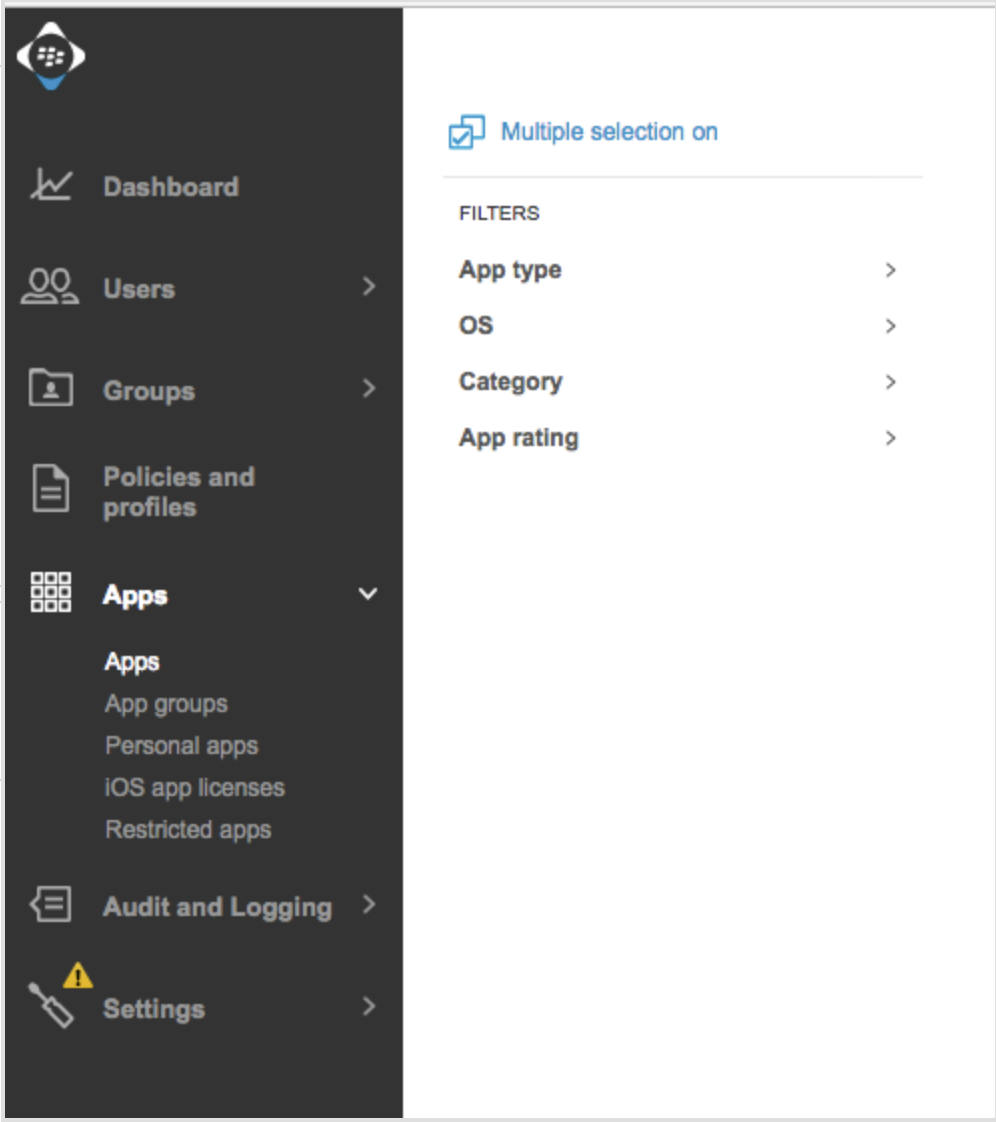 Dashboard
Users
Groups
Policies and
profiles
Apps
Apps
App groups
Personal apps
iOS app licenses
Restricted apps
Audit and Logging
Settings
Multiple selection on
FILTERS
App type
OS
Category
App rating